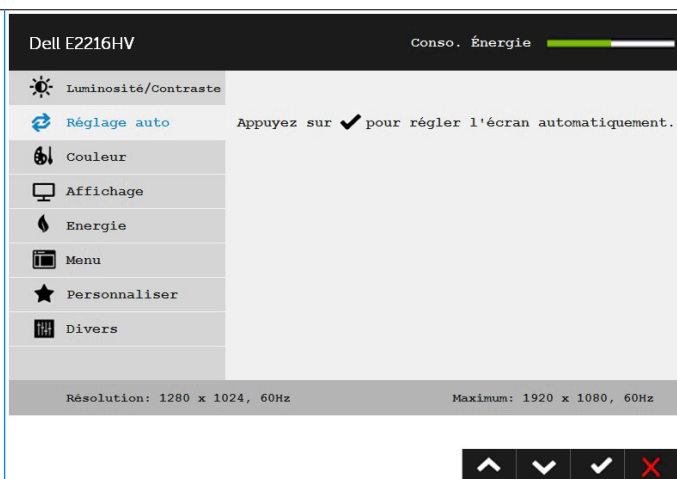 Dell E2216HV Conso. Énergie
Luminosité/Contraste
Réglage auto Appuyez sur pour régler l'écran automatiquement.
Couleur
Affichage
Energie
Menu
Personnaliser
Divers
Résolution: 1280 x 1024, 60Hz Maximum: 1920 x 1080, 60Hz